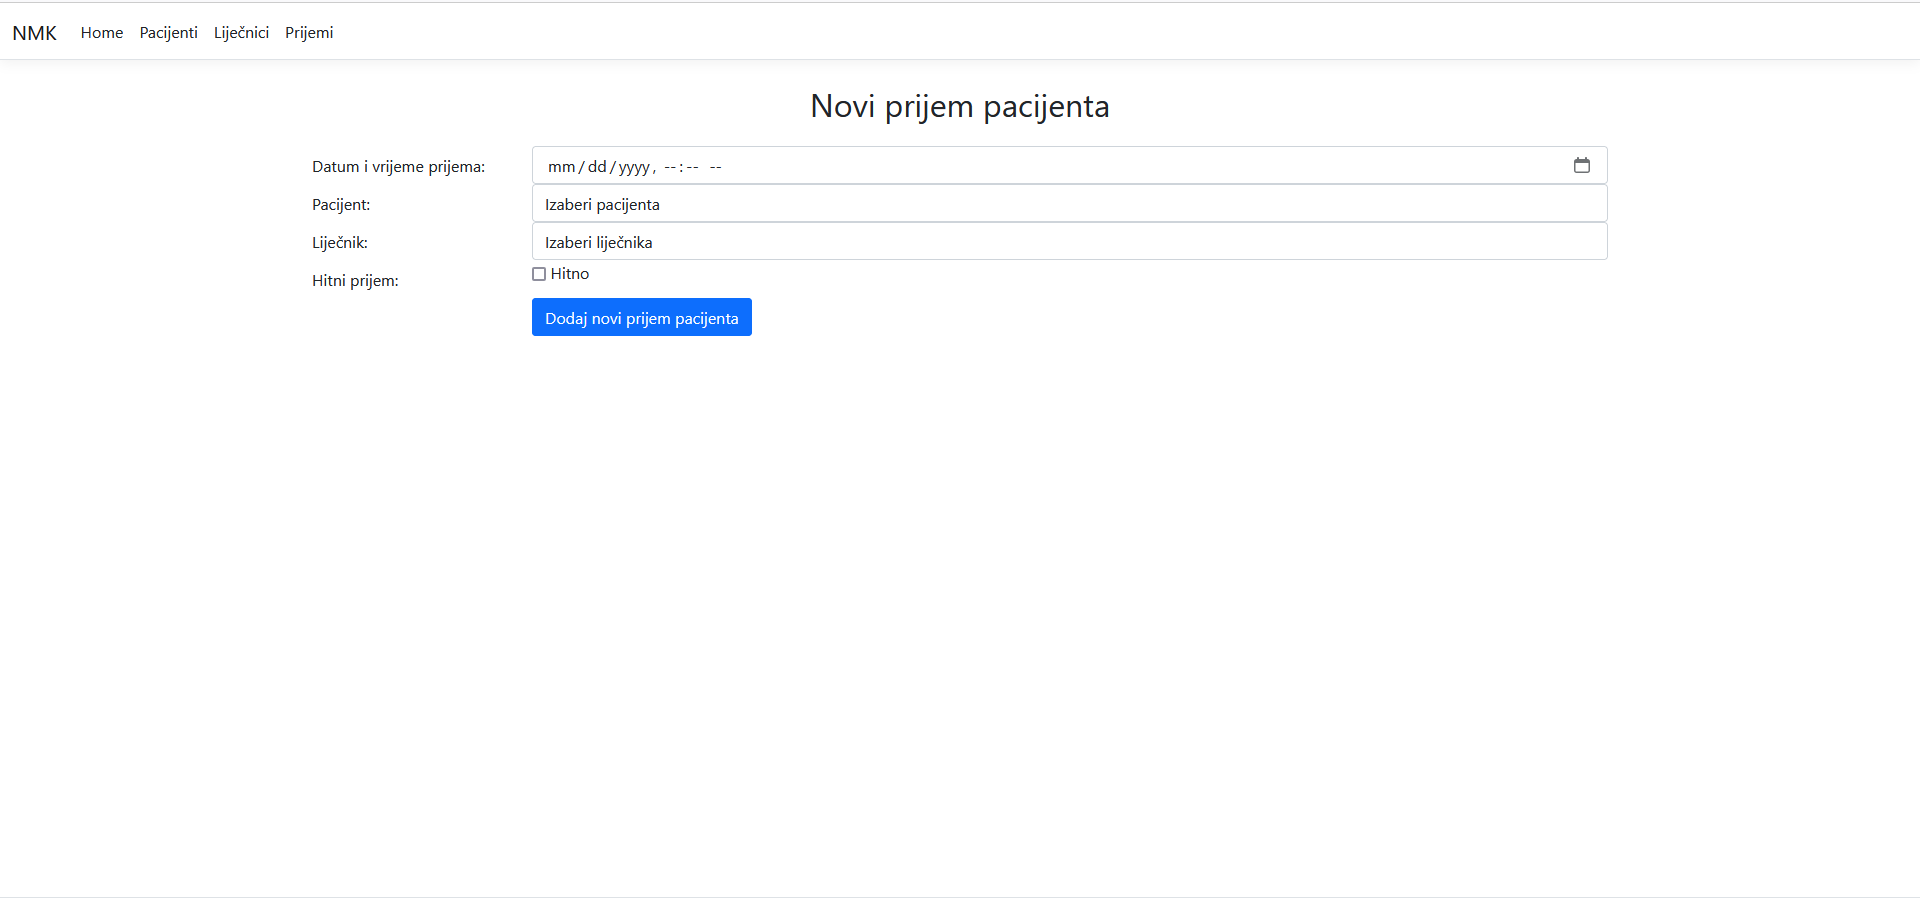 NMK Home Pacijenti Liječnici Prijemi
Novi prijem pacijenta
Datum i vrijeme prijema: mm/dd/yyyy, --:-- --
Pacijent: Izaberi pacijenta
Liječnik: Izaberi liječnika
Hitni prijem: Hitno
Dodaj novi prijem pacijenta